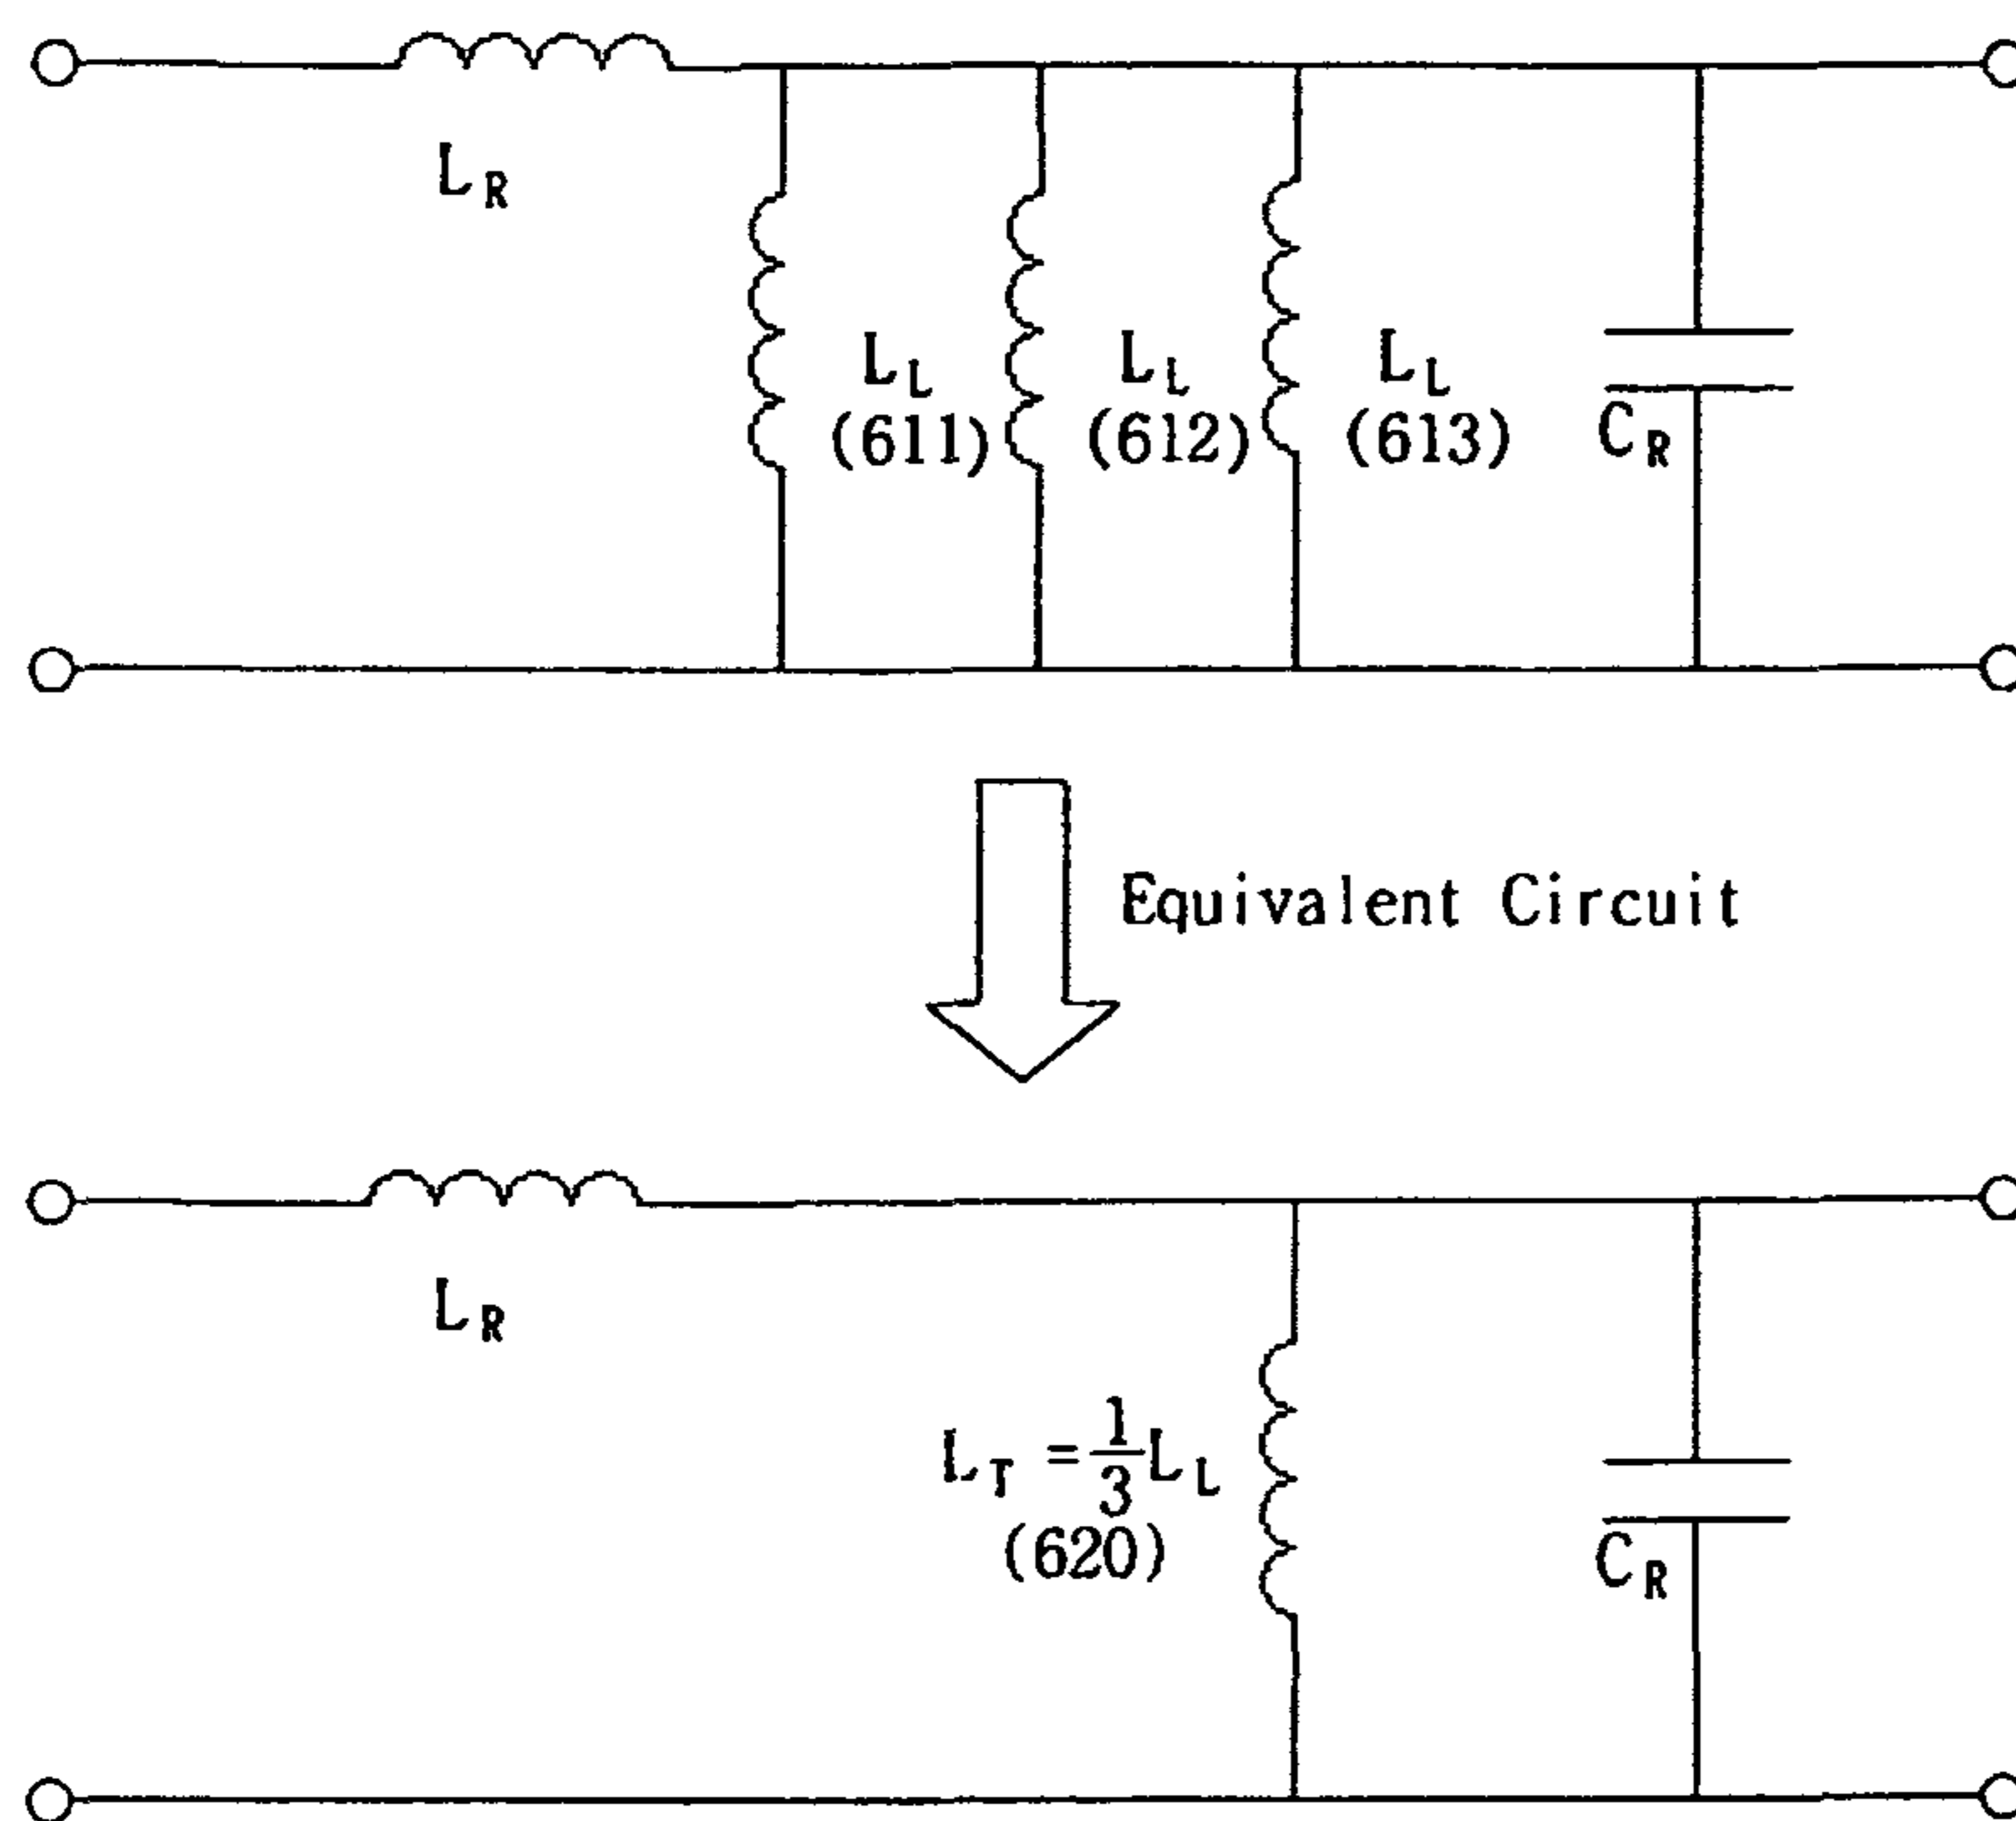 L_R
L_L
(611)
L_L
(612)
L_L
(613)
C_R
Equivalent Circuit
L_R
L_T = 1/3 L_L
(620)
C_R